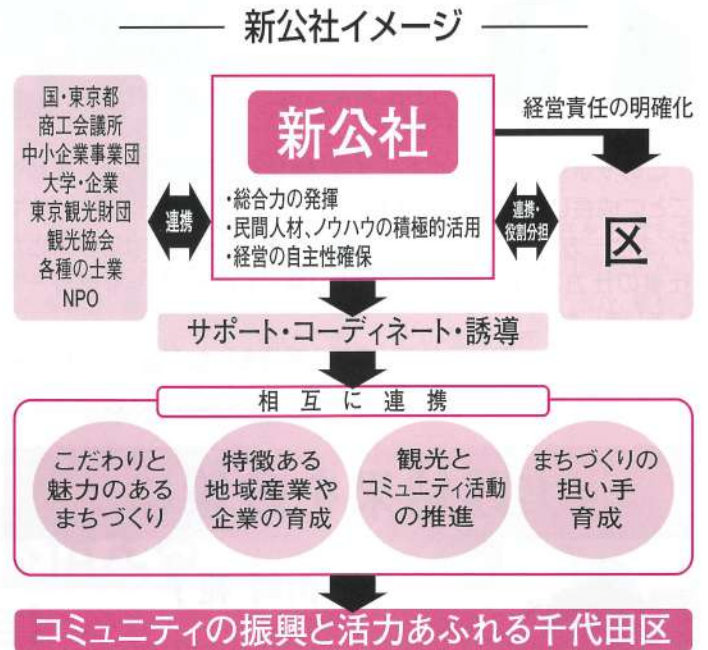 新公社イメージ
国・東京都
商工会議所
中小企業事業団
大学・企業
東京観光財団
観光協会
各種の士業
NPO
連携
新公社
・総合力の発揮
・民間人材、ノウハウの積極的活用
・経営の自主性確保
経営責任の明確化
連携・
役割分担
区
サポート・コーディネート・誘導
相互に連携
こだわりと
魅力のある
まちづくり
特徴ある
地域産業や
企業の育成
観光と
コミュニティ活動
の推進
まちづくりの
担い手
育成
コミュニティの振興と活力あふれる千代田区